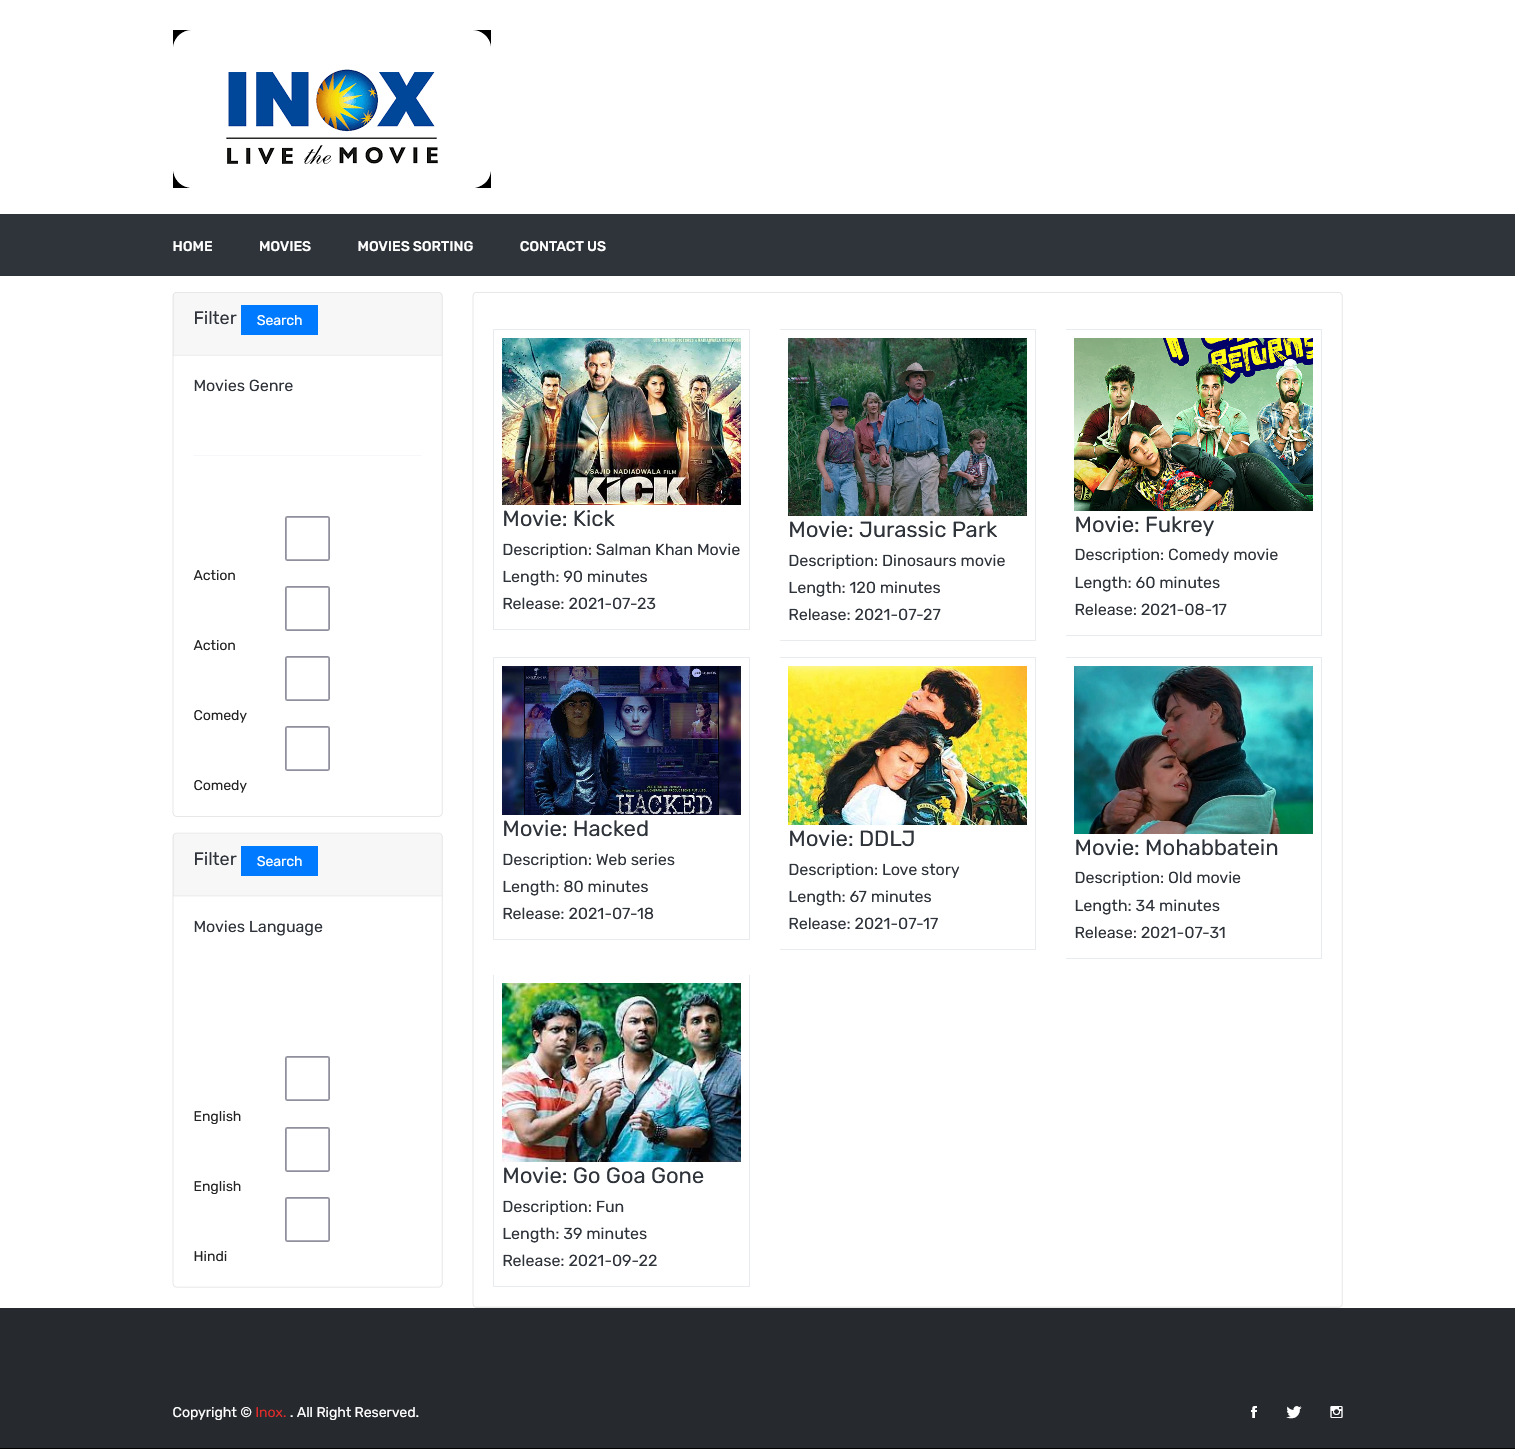 INOX
LIVE the MOVIE
HOME MOVIES MOVIES SORTING CONTACT US
Filter Search
Movies Genre
Action
Action
Comedy
Comedy
Filter Search
Movies Language
English
English
Hindi
A SAJID NADIADWALA FILM
KICK
Movie: Kick
Description: Salman Khan Movie
Length: 90 minutes
Release: 2021-07-23
Movie: Jurassic Park
Description: Dinosaurs movie
Length: 120 minutes
Release: 2021-07-27
RETURNS
Movie: Fukrey
Description: Comedy movie
Length: 60 minutes
Release: 2021-08-17
HACKED
Movie: Hacked
Description: Web series
Length: 80 minutes
Release: 2021-07-18
Movie: DDLJ
Description: Love story
Length: 67 minutes
Release: 2021-07-17
Movie: Mohabbatein
Description: Old movie
Length: 34 minutes
Release: 2021-07-31
Movie: Go Goa Gone
Description: Fun
Length: 39 minutes
Release: 2021-09-22
Copyright © Inox. . All Right Reserved.